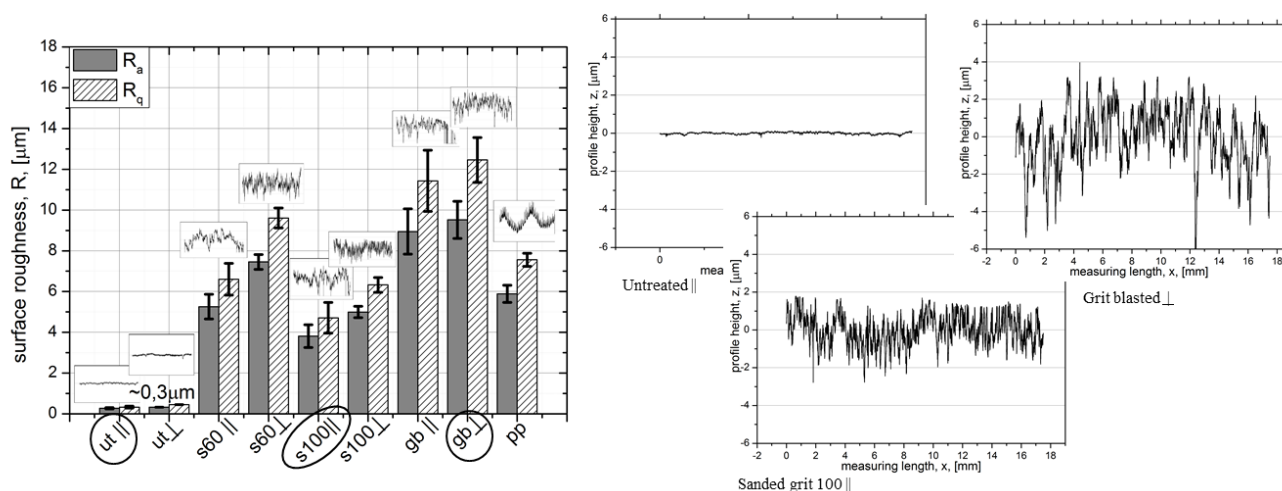 surface roughness, R, [μm]
18
16
14
12
10
8
6
4
2
0
R_a
R_q
~0,3μm
ut ||
ut⊥
s60 ||
s60⊥
s100||
s100⊥
gb ||
gb⊥
pp
profile height, z, [μm]
6
4
2
0
-2
-4
-6
0
mea
Untreated ||
profile height, z, [μm]
6
4
2
0
-2
-4
-6
-2 0 2 4 6 8 10 12 14 16 18
measuring length, x, [mm]
Sanded grit 100 ||
profile height, z, [μm]
6
4
2
0
-2
-4
-6
-2 0 2 4 6 8 10 12 14 16 18
measuring length, x, [mm]
Grit blasted ⊥